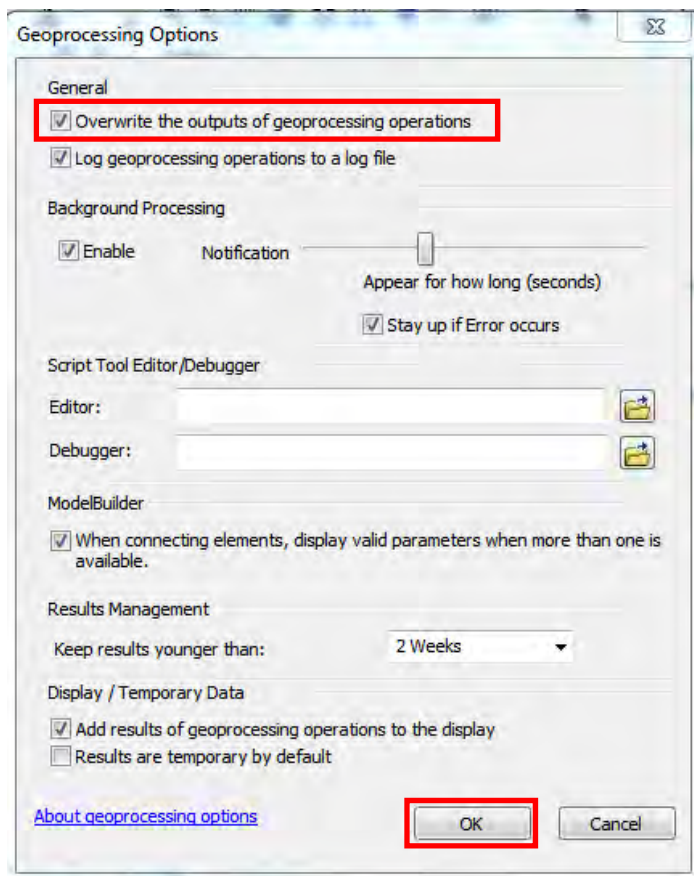 Geoprocessing Options
General
Overwrite the outputs of geoprocessing operations
Log geoprocessing operations to a log file
Background Processing
Enable
Notification
Appear for how long (seconds)
Stay up if Error occurs
Script Tool Editor/Debugger
Editor:
Debugger:
ModelBuilder
When connecting elements, display valid parameters when more than one is
available.
Results Management
Keep results younger than:
2 Weeks
Display / Temporary Data
Add results of geoprocessing operations to the display
Results are temporary by default
About geoprocessing options
OK
Cancel